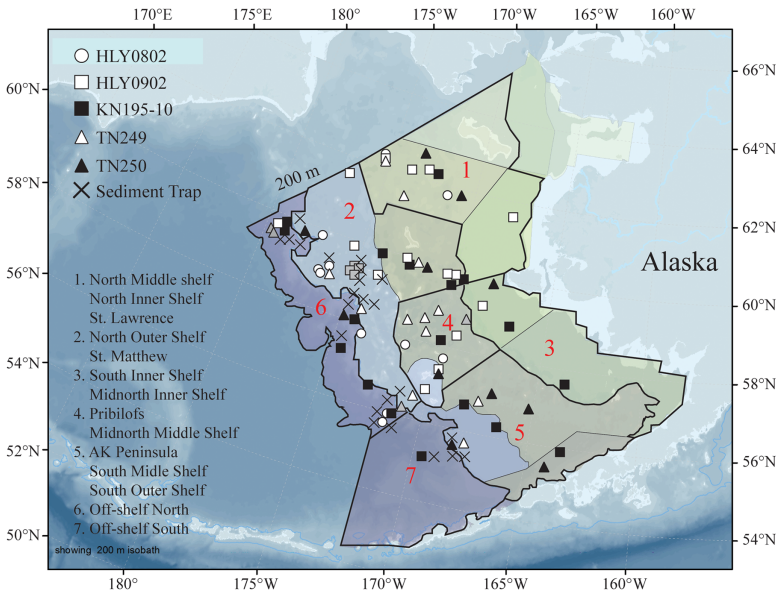 170°E 175°E 180° 175°W 170°W 165°W 160°W
HLY0802
HLY0902
KN195-10
TN249
TN250
Sediment Trap
66°N
64°N
62°N
60°N
58°N
56°N
54°N
60°N
58°N
56°N
54°N
52°N
50°N
200 m
1
2
3
4
5
6
7
Alaska
1. North Middle shelf
North Inner Shelf
St. Lawrence
2. North Outer Shelf
St. Matthew
3. South Inner Shelf
Midnorth Inner Shelf
4. Pribilofs
Midnorth Middle Shelf
5. AK Peninsula
South Midle Shelf
South Outer Shelf
6. Off-shelf North
7. Off-shelf South
showing 200 m isobath
180° 175°W 170°W 165°W 160°W